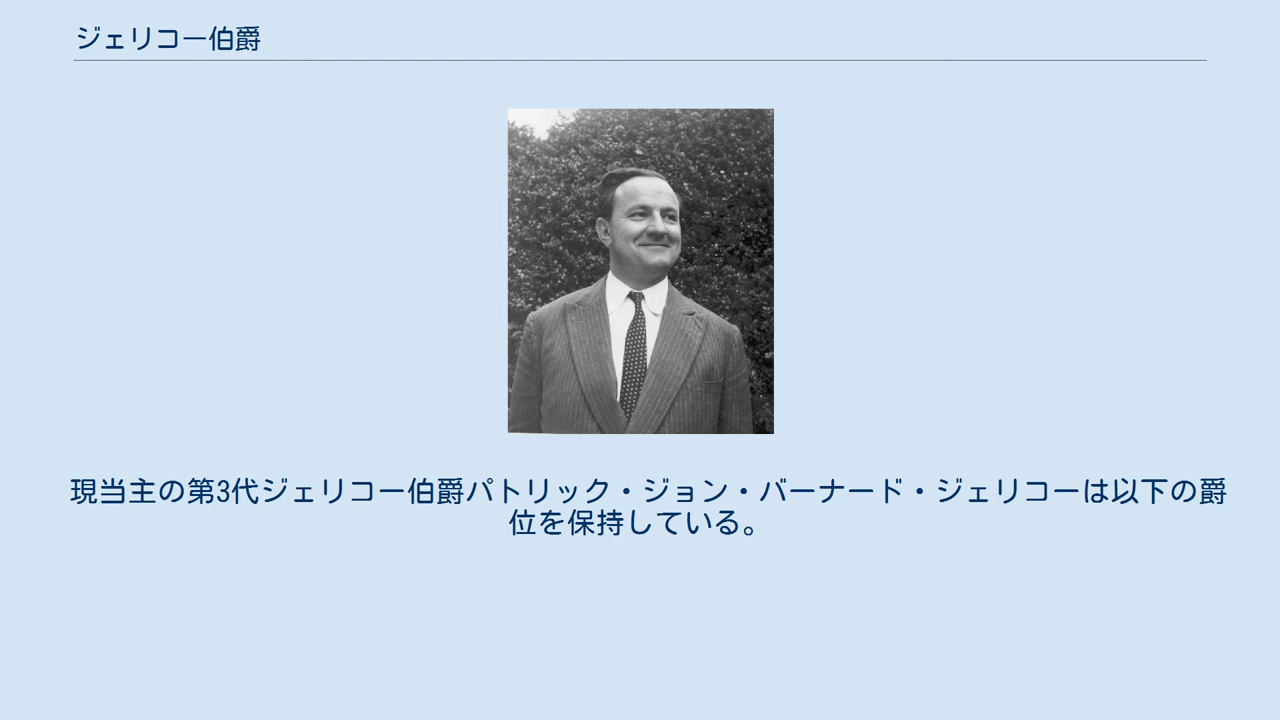 ジェリコー伯爵
現当主の第3代ジェリコー伯爵パトリック・ジョン・バーナード・ジェリコーは以下の爵
位を保持している。